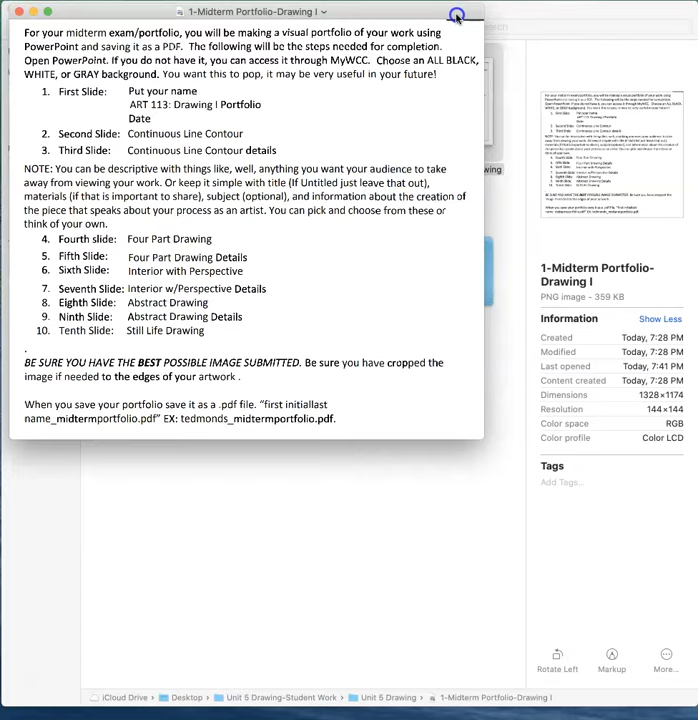 1-Midterm Portfolio-Drawing I
Search
For your midterm exam/portfolio, you will be making a visual portfolio of your work using
PowerPoint and saving it as a PDF. The following will be the steps needed for completion.
Open PowerPoint. If you do not have it, you can access it through MyWCC. Choose an ALL BLACK,
WHITE, or GRAY background. You want this to pop, it may be very useful in your future!
1. First Slide: Put your name
ART 113: Drawing I Portfolio
Date
2. Second Slide: Continuous Line Contour
3. Third Slide: Continuous Line Contour details
NOTE: You can be descriptive with things like, well, anything you want your audience to take
away from viewing your work. Or keep it simple with title (If Untitled just leave that out),
materials (if that is important to share), subject (optional), and information about the creation of
the piece that speaks about your process as an artist. You can pick and choose from these or
think of your own.
4. Fourth slide: Four Part Drawing
5. Fifth Slide: Four Part Drawing Details
6. Sixth Slide: Interior with Perspective
7. Seventh Slide: Interior w/Perspective Details
8. Eighth Slide: Abstract Drawing
9. Ninth Slide: Abstract Drawing Details
10. Tenth Slide: Still Life Drawing
.
BE SURE YOU HAVE THE BEST POSSIBLE IMAGE SUBMITTED. Be sure you have cropped the
image if needed to the edges of your artwork .
When you save your portfolio save it as a .pdf file. “first initiallast
name_midtermportfolio.pdf” EX: tedmonds_midtermportfolio.pdf.
wing
1-Midterm Portfolio-
Drawing I
PNG image - 359 KB
Information Show Less
Created Today, 7:28 PM
Modified Today, 7:28 PM
Last opened Today, 7:41 PM
Content created Today, 7:28 PM
Dimensions 1328×1174
Resolution 144×144
Color space RGB
Color profile Color LCD
Tags
Add Tags...
Rotate Left Markup More...
iCloud Drive › Desktop › Unit 5 Drawing-Student Work › Unit 5 Drawing › 1-Midterm Portfolio-Drawing I